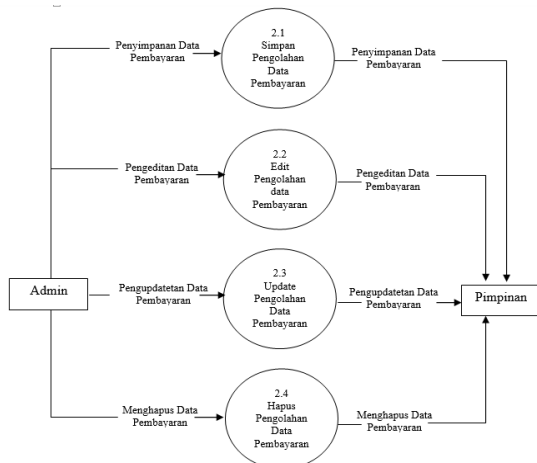 Penyimpanan Data
Pembayaran
2.1
Simpan
Pengolahan
Data
Pembayaran
Penyimpanan Data
Pembayaran
Pengeditan Data
Pembayaran
2.2
Edit
Pengolahan
data
Pembayaran
Pengeditan Data
Pembayaran
Admin
Pengupdatetan Data
Pembayaran
2.3
Update
Pengolahan
Data
Pembayaran
Pengupdatetan Data
Pembayaran
Pimpinan
Menghapus Data
Pembayaran
2.4
Hapus
Pengolahan
Data
Pembayaran
Menghapus Data
Pembayaran